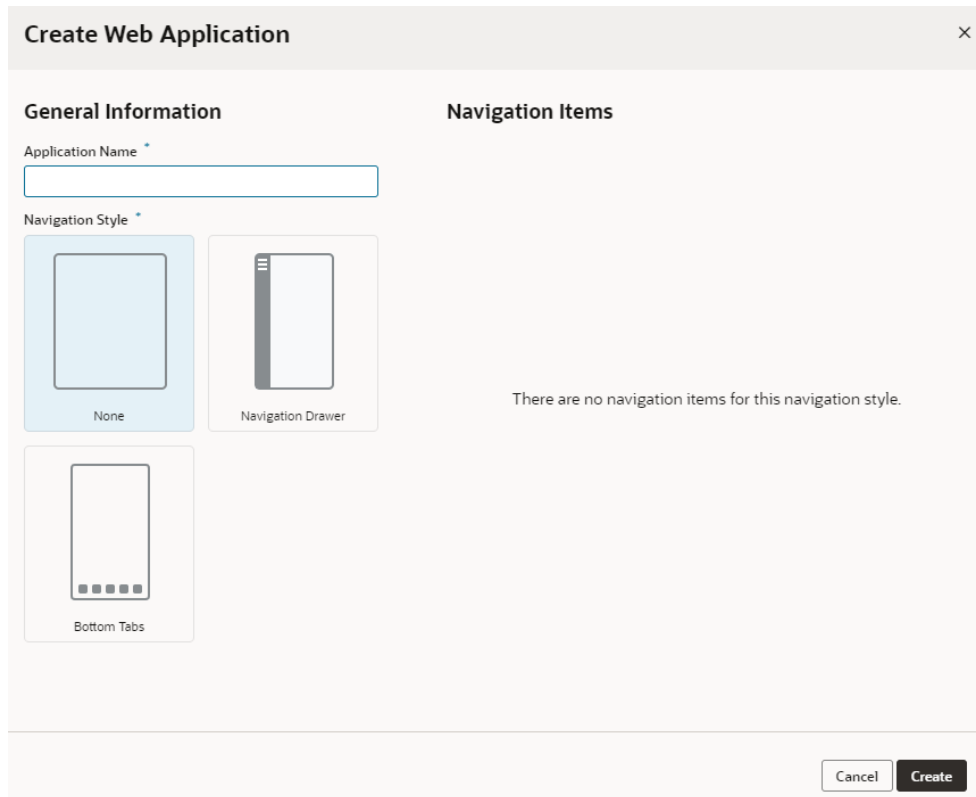 Create Web Application
×
General Information
Application Name *
Navigation Style *
None
Navigation Drawer
Bottom Tabs
Navigation Items
There are no navigation items for this navigation style.
Cancel
Create